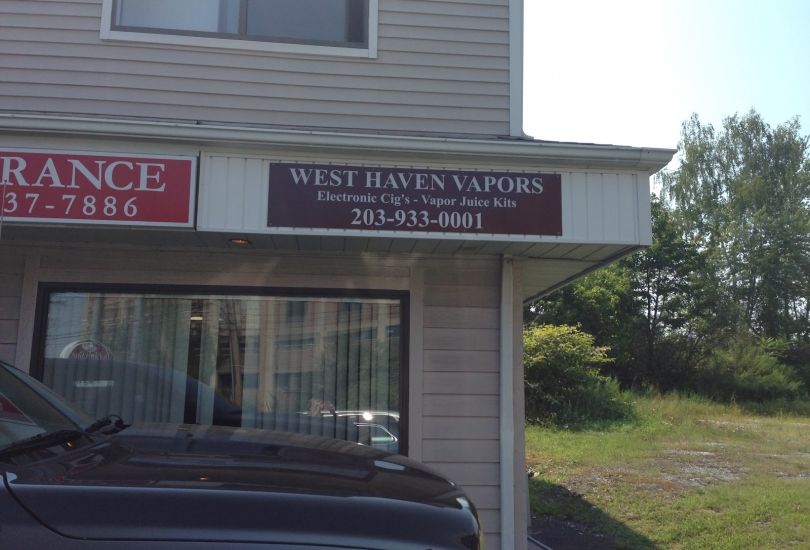 RANCE
37-7886
WEST HAVEN VAPORS
Electronic Cig's - Vapor Juice Kits
203-933-0001